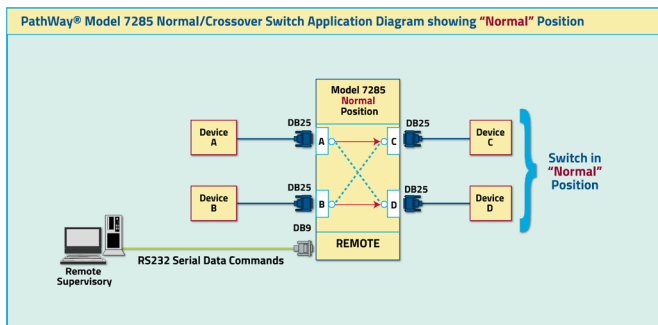 PathWay® Model 7285 Normal/Crossover Switch Application Diagram showing “Normal” Position
Model 7285
Normal
Position
DB25
DB25
Device
A
A
C
Device
C
Switch in
“Normal”
Position
DB25
DB25
Device
B
B
D
Device
D
DB9
REMOTE
RS232 Serial Data Commands
Remote
Supervisory